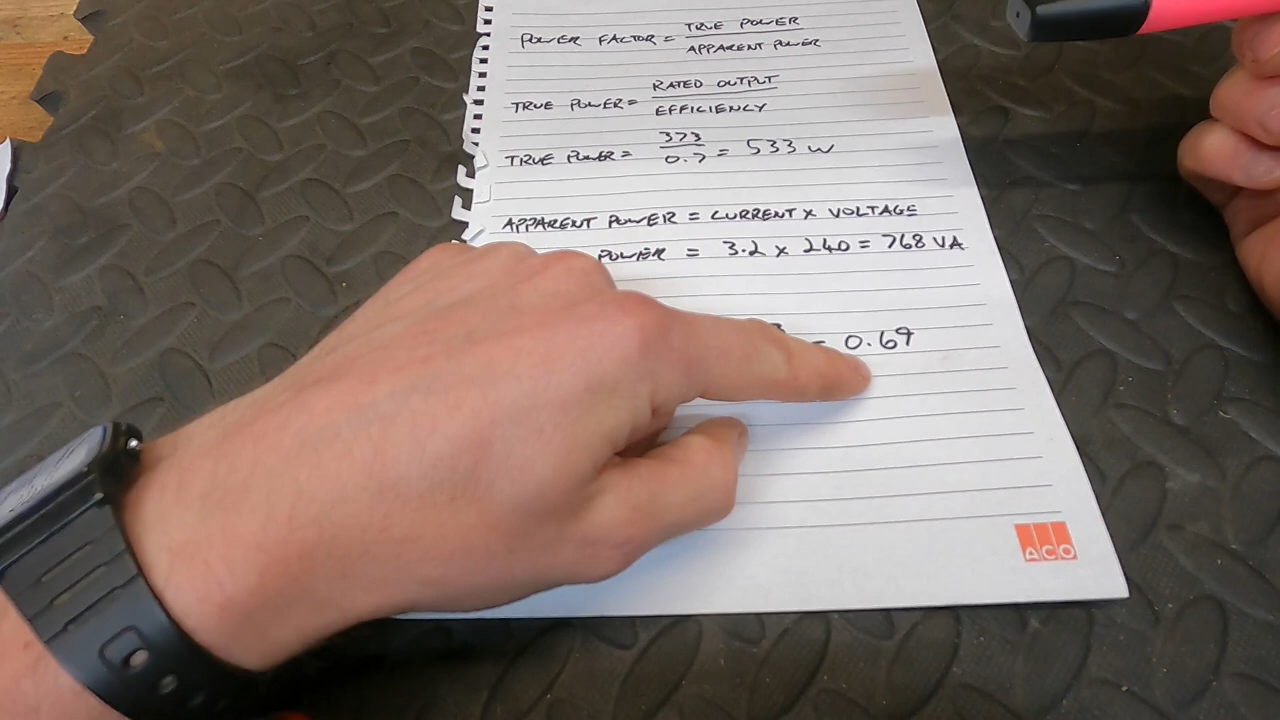 POWER FACTOR = TRUE POWER
APPARENT POWER
TRUE POWER = RATED OUTPUT
EFFICIENCY
TRUE POWER = 373
0.7 = 533 W
APPARENT POWER = CURRENT X VOLTAGE
POWER = 3.2 x 240 = 768 VA
= 0.69
ACO